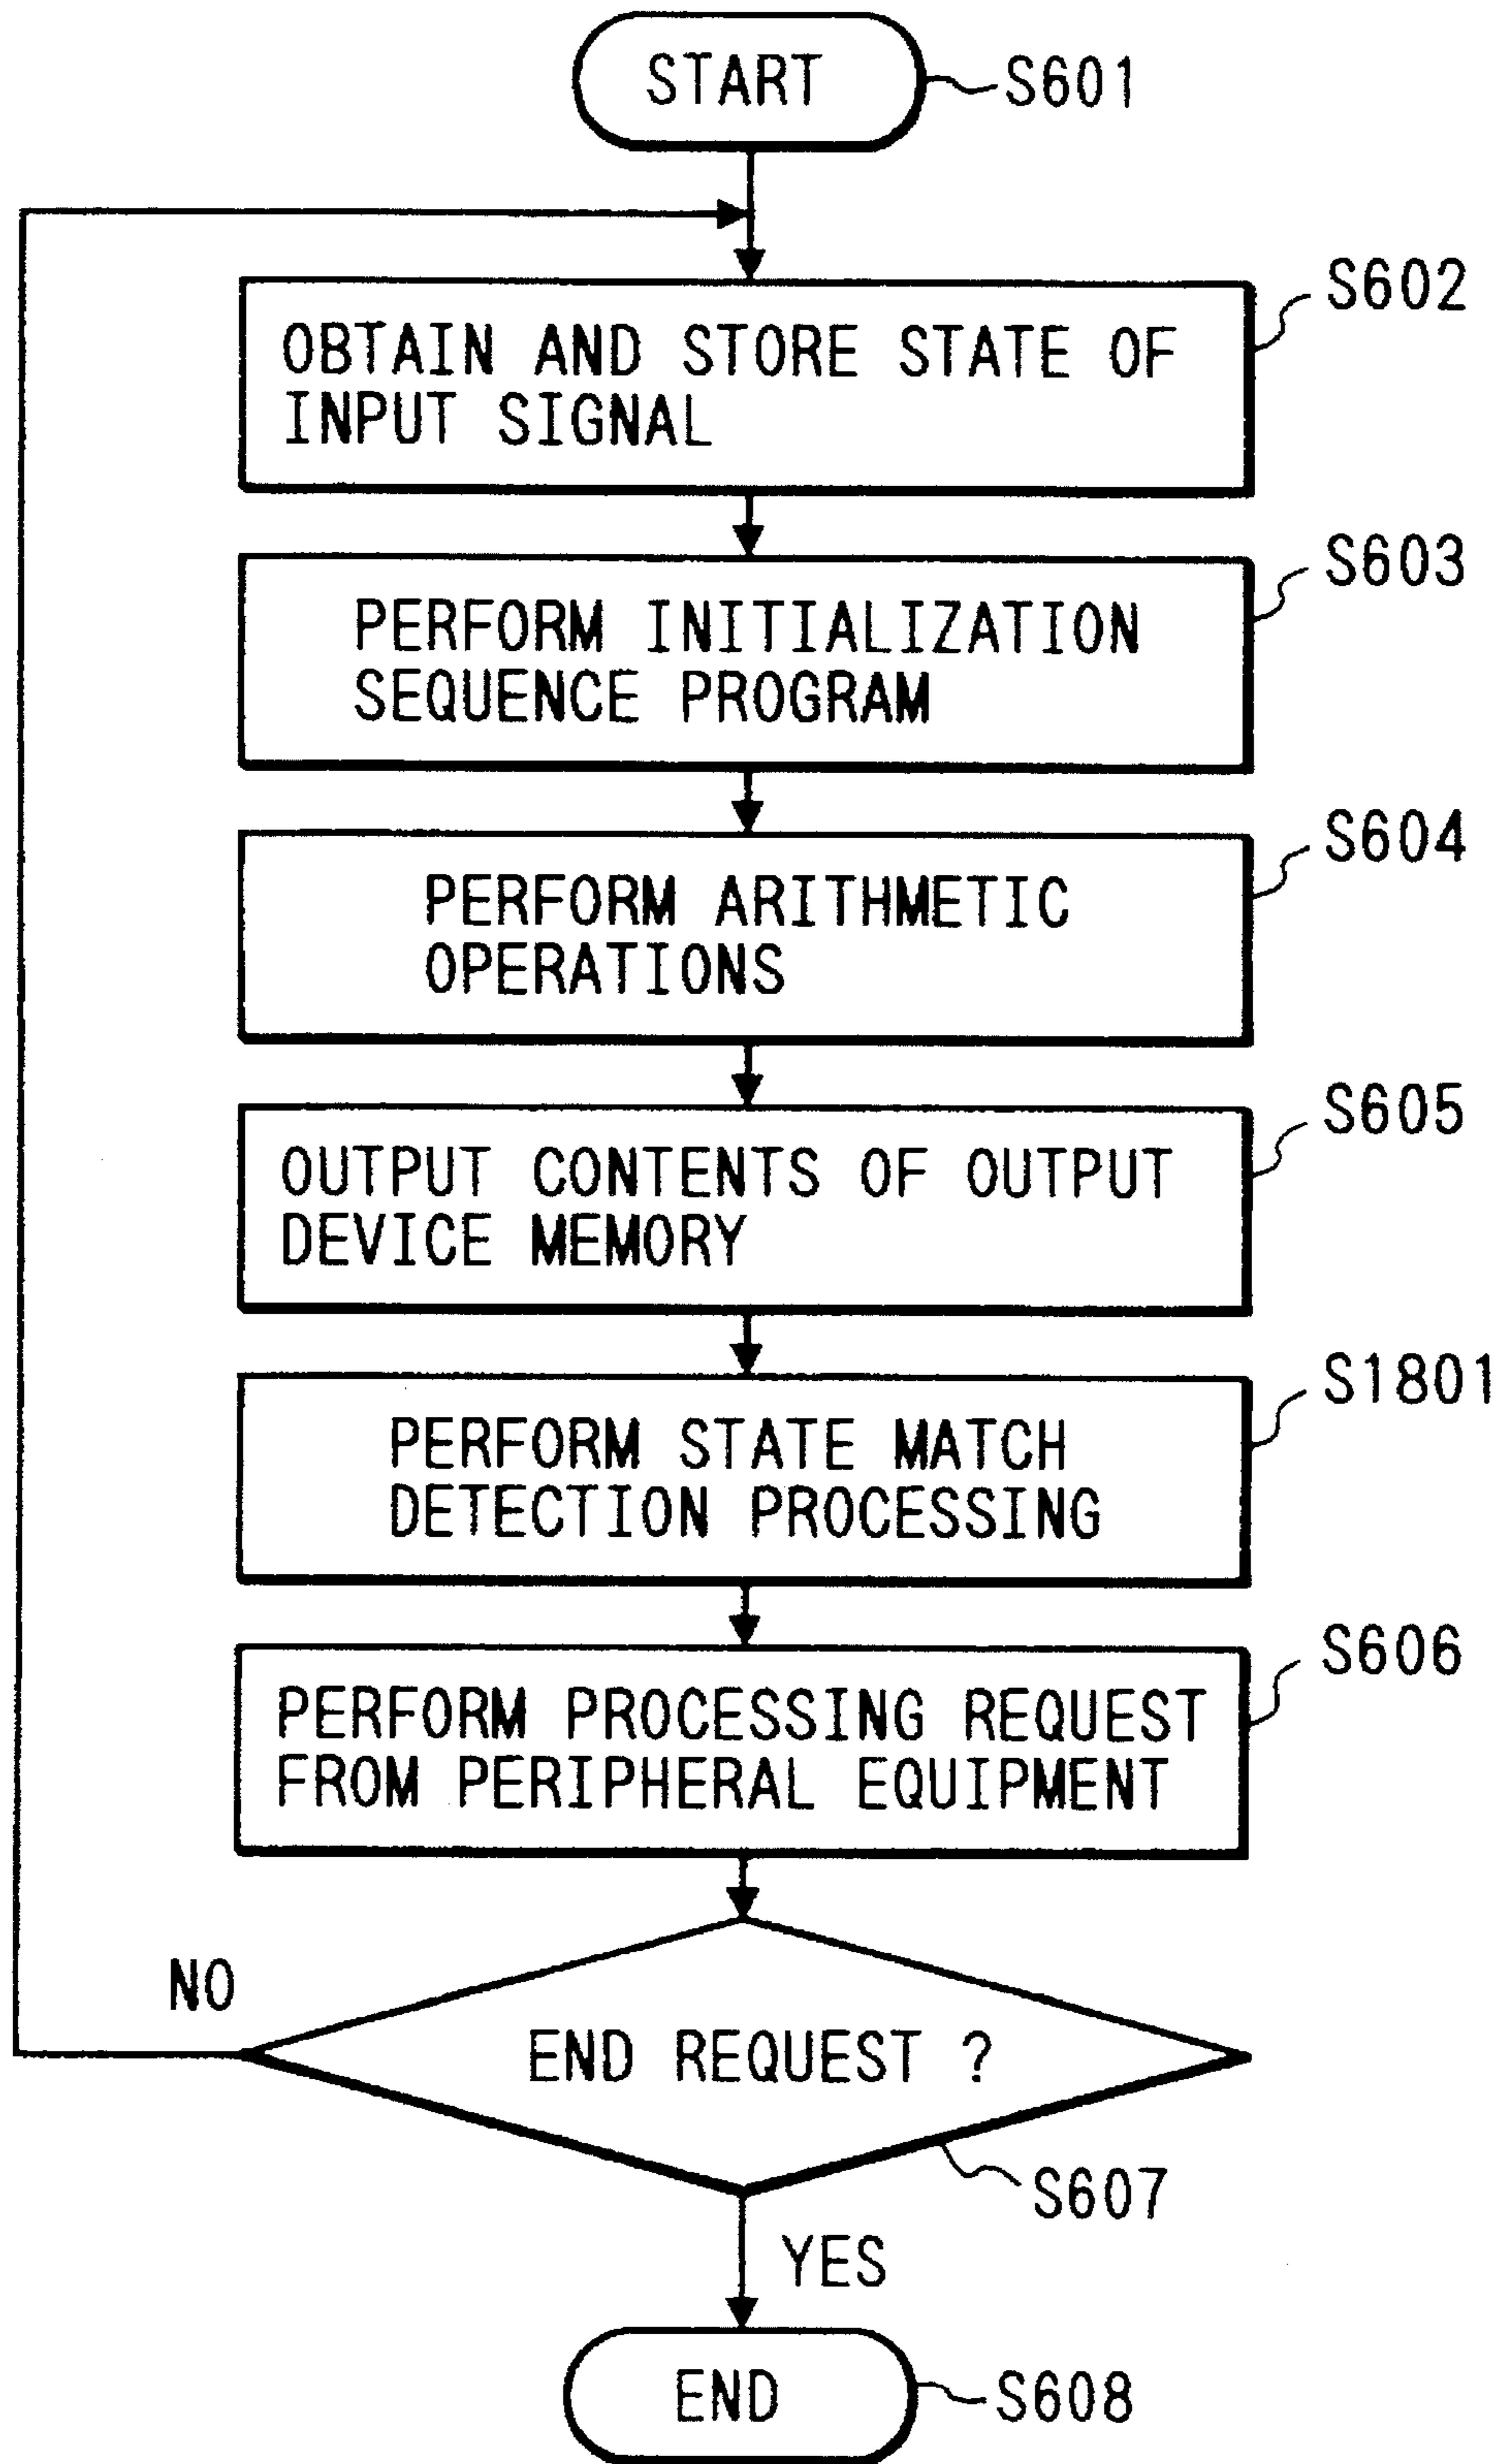 START
S601
S602
OBTAIN AND STORE STATE OF
INPUT SIGNAL
S603
PERFORM INITIALIZATION
SEQUENCE PROGRAM
S604
PERFORM ARITHMETIC
OPERATIONS
S605
OUTPUT CONTENTS OF OUTPUT
DEVICE MEMORY
S1801
PERFORM STATE MATCH
DETECTION PROCESSING
S606
PERFORM PROCESSING REQUEST
FROM PERIPHERAL EQUIPMENT
NO
END REQUEST ?
S607
YES
END
S608